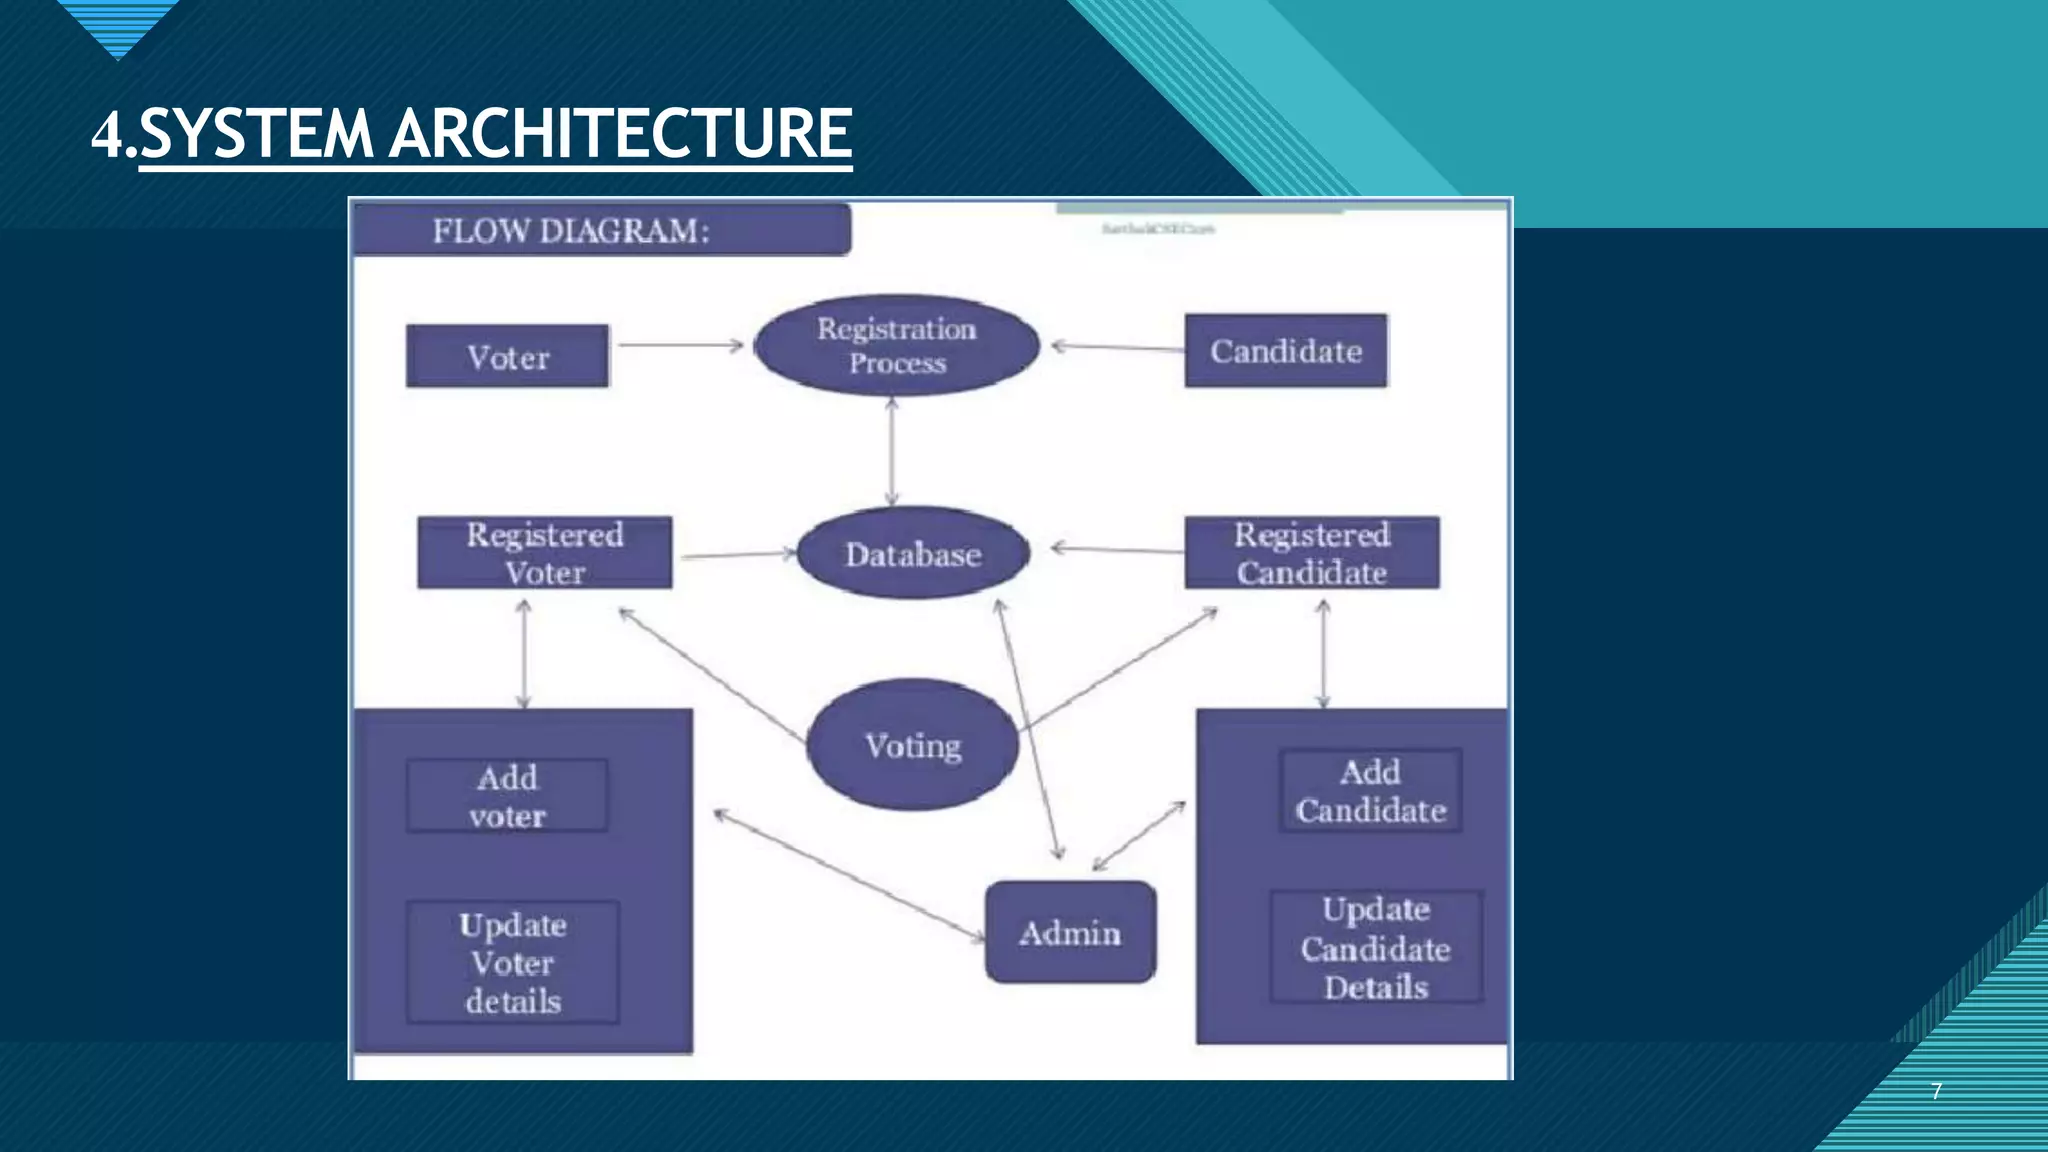 4.SYSTEM ARCHITECTURE
FLOW DIAGRAM:
Voter
Registration
Process
Candidate
Registered
Voter
Database
Registered
Candidate
Voting
Add
voter
Add
Candidate
Update
Voter
details
Admin
Update
Candidate
Details
7